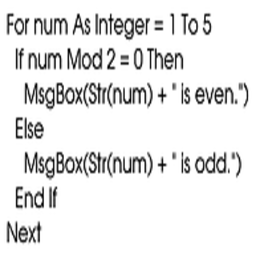 For num As Integer = 1 To 5
If num Mod 2 = 0 Then
MsgBox(Str(num) + " is even.")
Else
MsgBox(Str(num) + " is odd.")
End If
Next